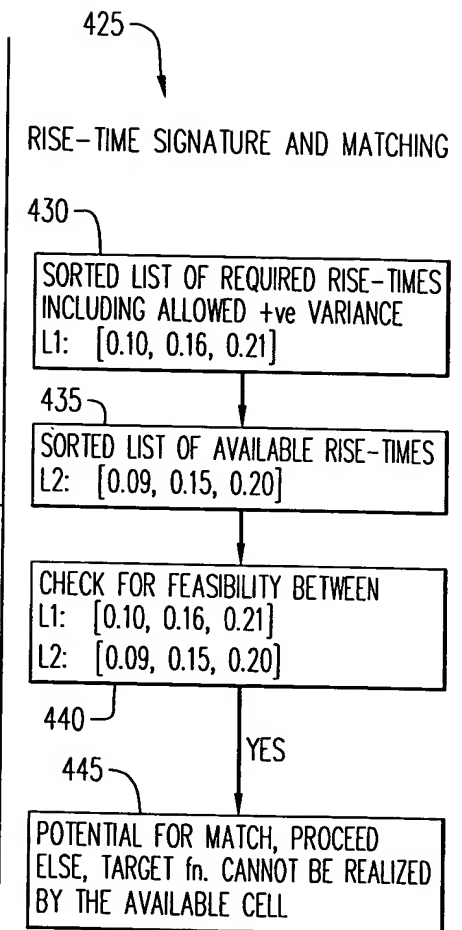 425
RISE-TIME SIGNATURE AND MATCHING
430
SORTED LIST OF REQUIRED RISE-TIMES
INCLUDING ALLOWED +ve VARIANCE
L1: [0.10, 0.16, 0.21]
435
SORTED LIST OF AVAILABLE RISE-TIMES
L2: [0.09, 0.15, 0.20]
CHECK FOR FEASIBILITY BETWEEN
L1: [0.10, 0.16, 0.21]
L2: [0.09, 0.15, 0.20]
440
YES
445
POTENTIAL FOR MATCH, PROCEED
ELSE, TARGET fn. CANNOT BE REALIZED
BY THE AVAILABLE CELL